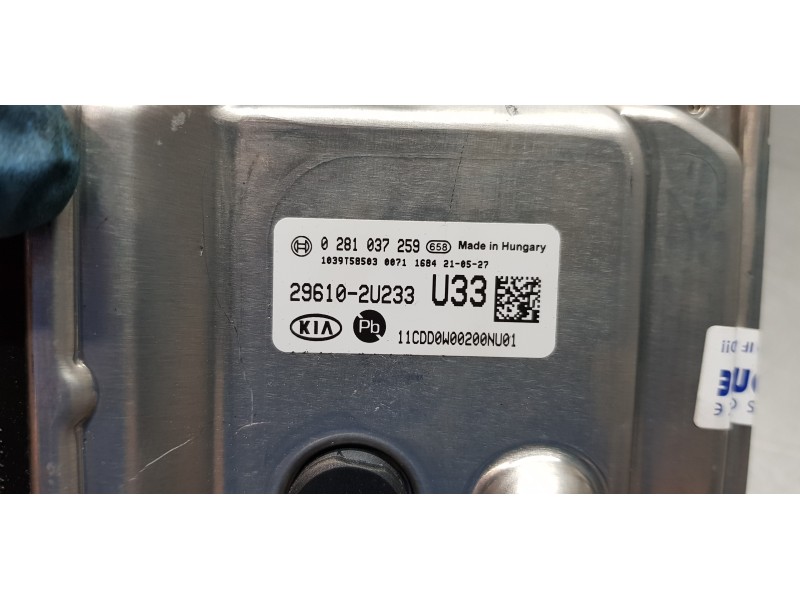 0 281 037 259 658 Made in Hungary
1039T58503 0071 1684 21-05-27
29610-2U233 U33
KIA Pb 11CDD0W00200NU01